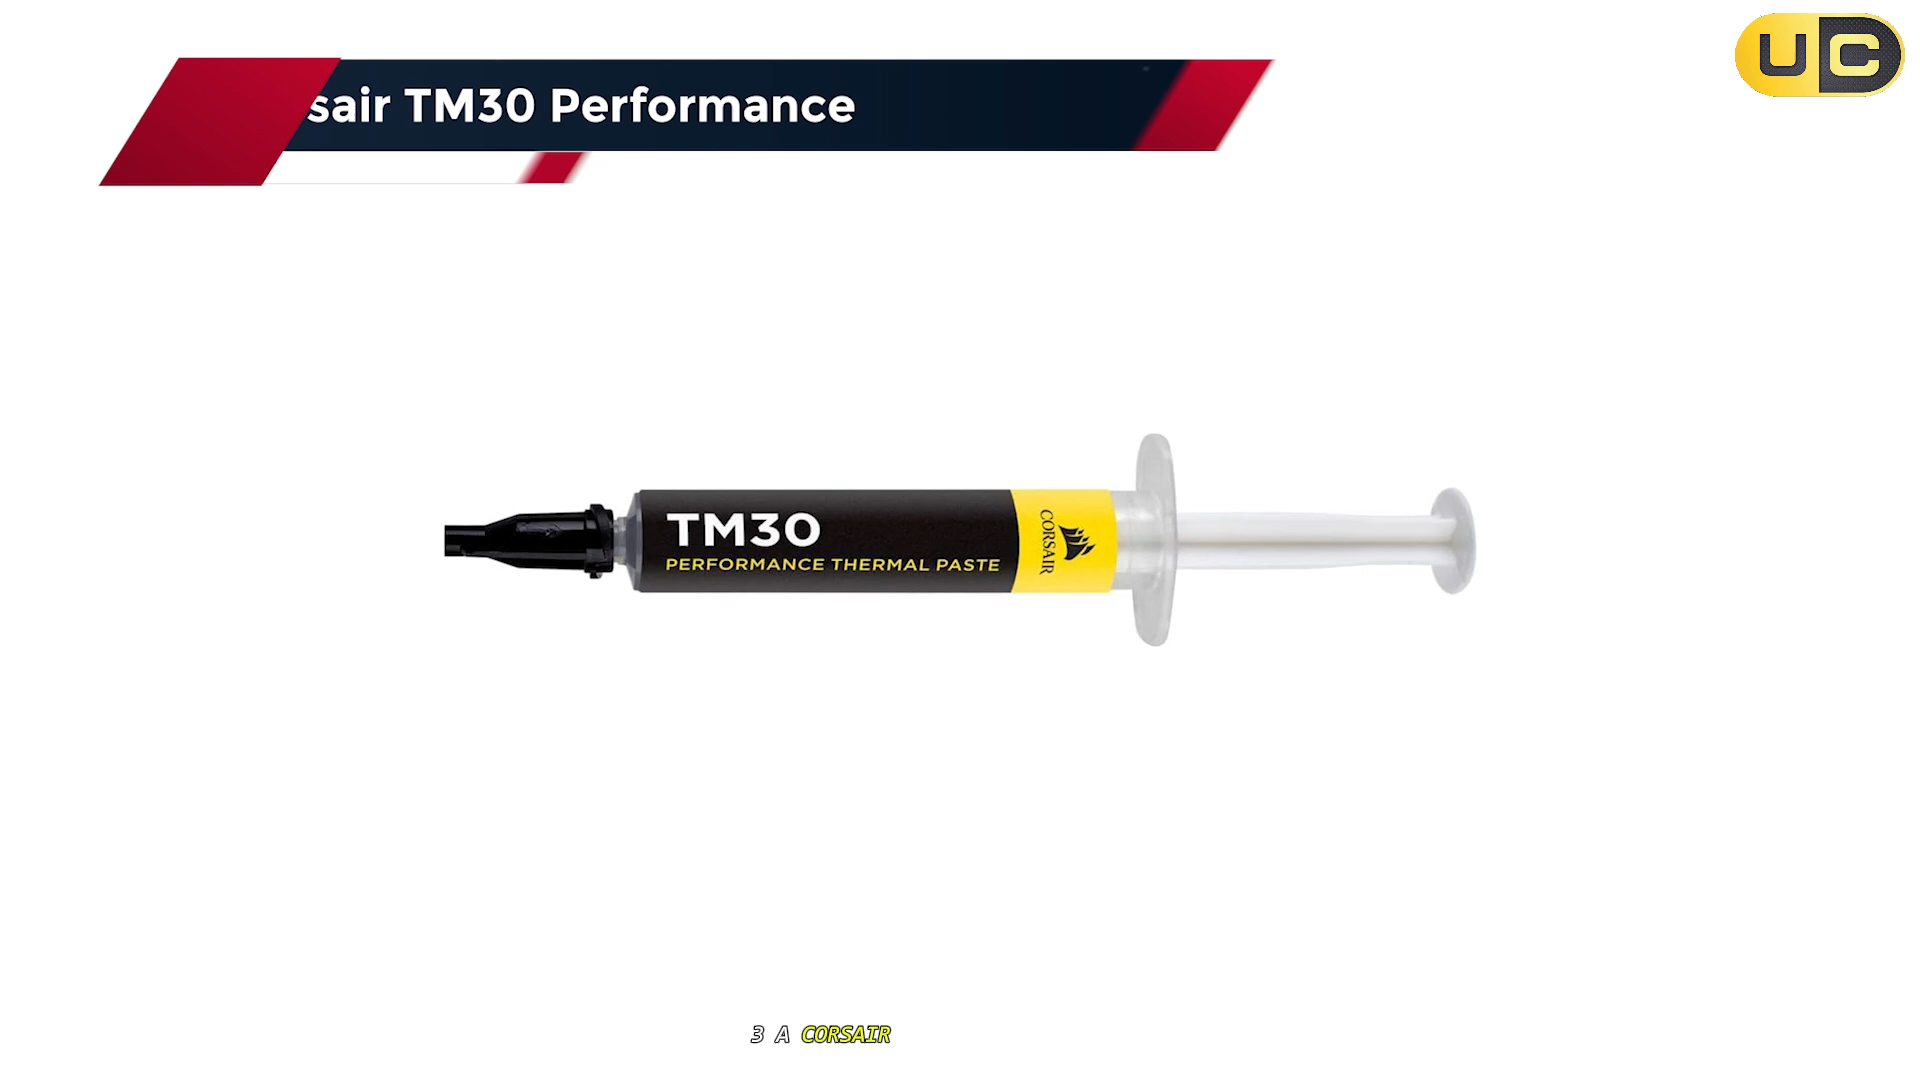 sair TM30 Performance
UC
TM30
PERFORMANCE THERMAL PASTE
CORSAIR
3 A CORSAIR